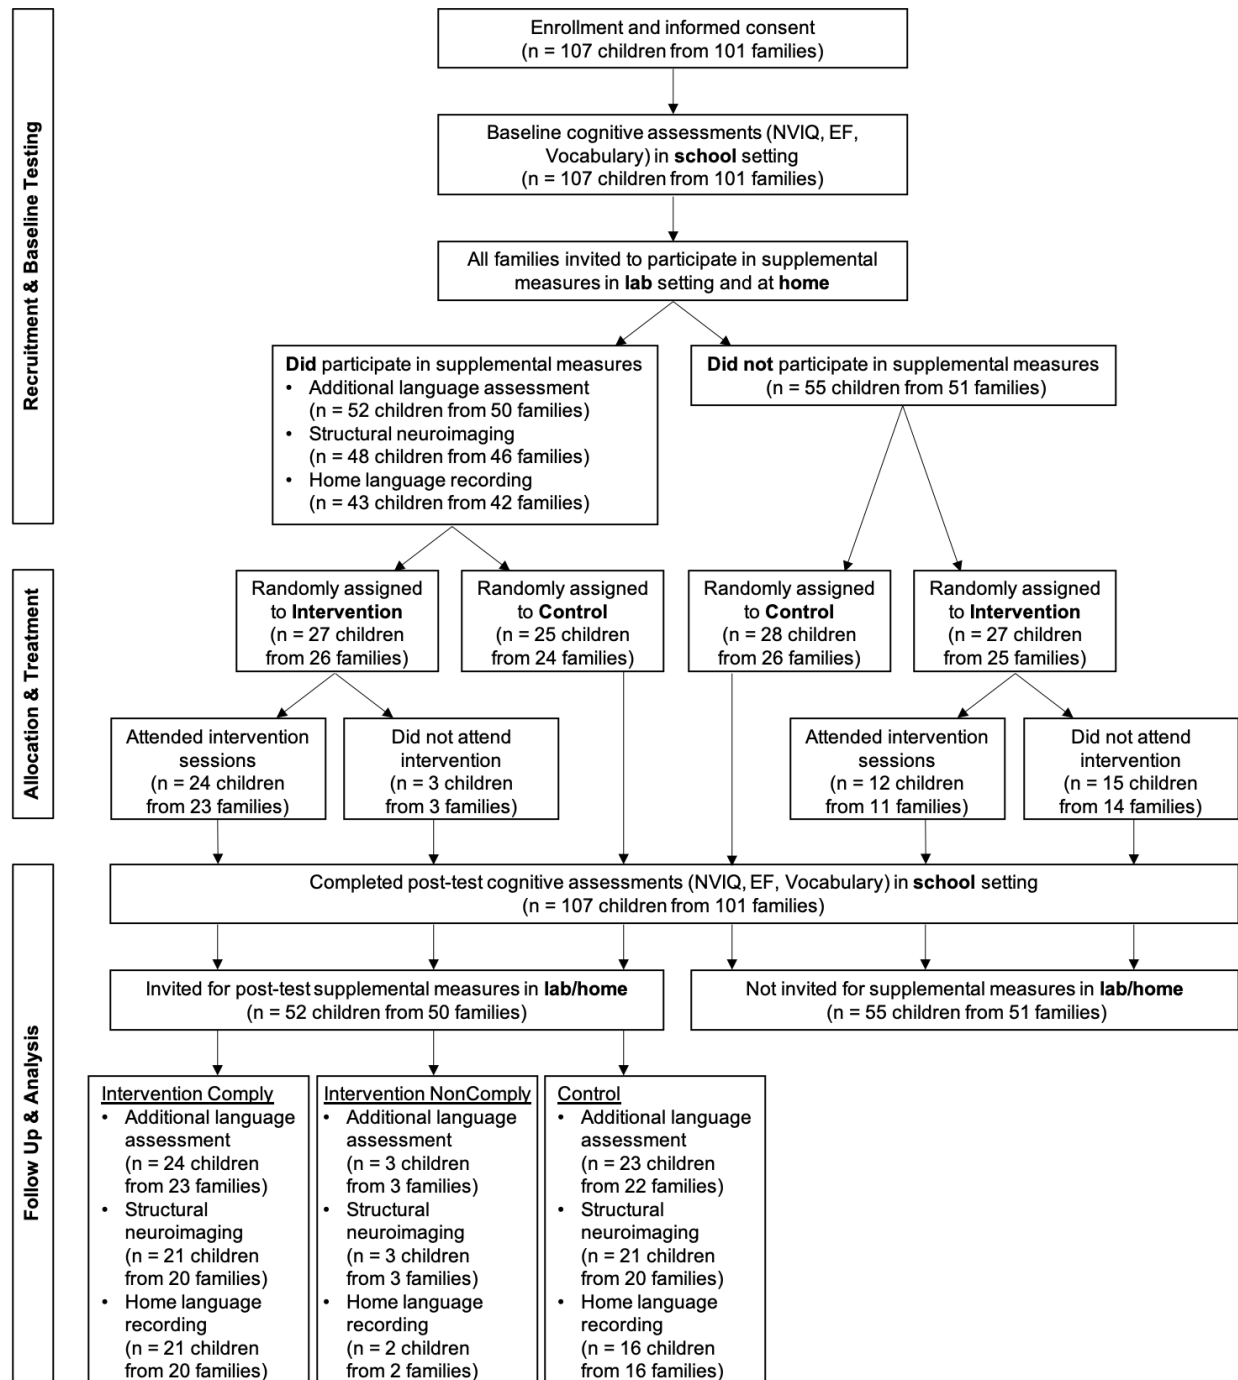 Recruitment & Baseline Testing
Enrollment and informed consent
(n = 107 children from 101 families)
Baseline cognitive assessments (NVIQ, EF,
Vocabulary) in school setting
(n = 107 children from 101 families)
All families invited to participate in supplemental
measures in lab setting and at home
Did participate in supplemental measures
• Additional language assessment
(n = 52 children from 50 families)
• Structural neuroimaging
(n = 48 children from 46 families)
• Home language recording
(n = 43 children from 42 families)
Did not participate in supplemental measures
(n = 55 children from 51 families)
Allocation & Treatment
Randomly assigned
to Intervention
(n = 27 children
from 26 families)
Randomly assigned
to Control
(n = 25 children
from 24 families)
Randomly assigned
to Control
(n = 28 children
from 26 families)
Randomly assigned
to Intervention
(n = 27 children
from 25 families)
Attended intervention
sessions
(n = 24 children
from 23 families)
Did not attend
intervention
(n = 3 children
from 3 families)
Attended intervention
sessions
(n = 12 children
from 11 families)
Did not attend
intervention
(n = 15 children
from 14 families)
Follow Up & Analysis
Completed post-test cognitive assessments (NVIQ, EF, Vocabulary) in school setting
(n = 107 children from 101 families)
Invited for post-test supplemental measures in lab/home
(n = 52 children from 50 families)
Not invited for supplemental measures in lab/home
(n = 55 children from 51 families)
Intervention Comply
• Additional language
assessment
(n = 24 children
from 23 families)
• Structural
neuroimaging
(n = 21 children
from 20 families)
• Home language
recording
(n = 21 children
from 20 families)
Intervention NonComply
• Additional language
assessment
(n = 3 children
from 3 families)
• Structural
neuroimaging
(n = 3 children
from 3 families)
• Home language
recording
(n = 2 children
from 2 families)
Control
• Additional language
assessment
(n = 23 children
from 22 families)
• Structural
neuroimaging
(n = 21 children
from 20 families)
• Home language
recording
(n = 16 children
from 16 families)